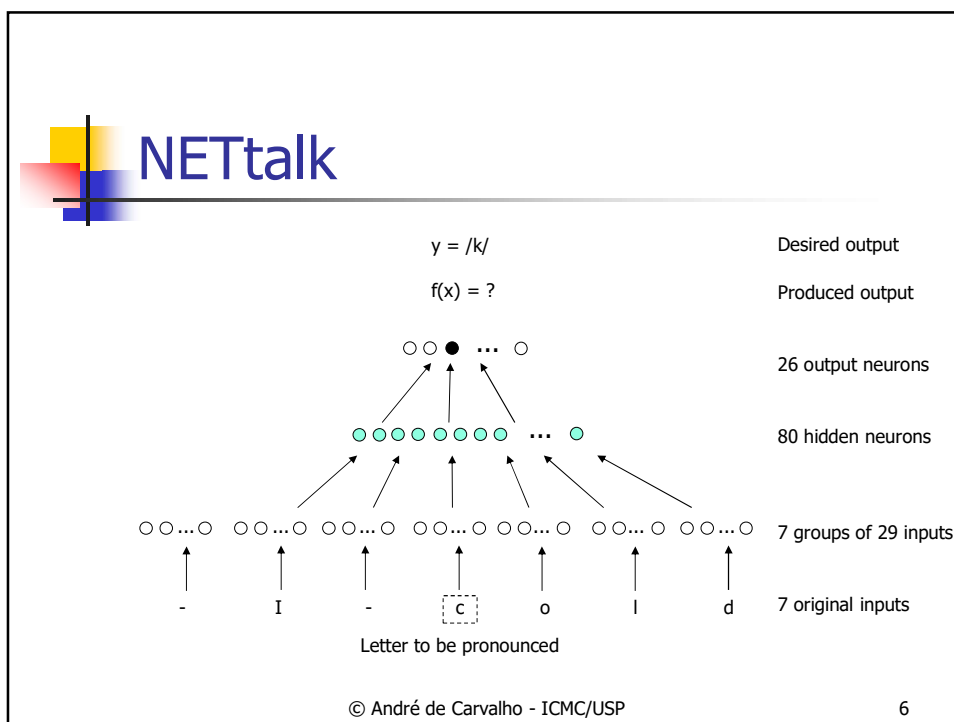 NETtalk
y = /k/ Desired output
f(x) = ? Produced output
... 26 output neurons
... 80 hidden neurons
... ... ... ... ... ... ... 7 groups of 29 inputs
- I - c o l d 7 original inputs
Letter to be pronounced
© André de Carvalho - ICMC/USP 6